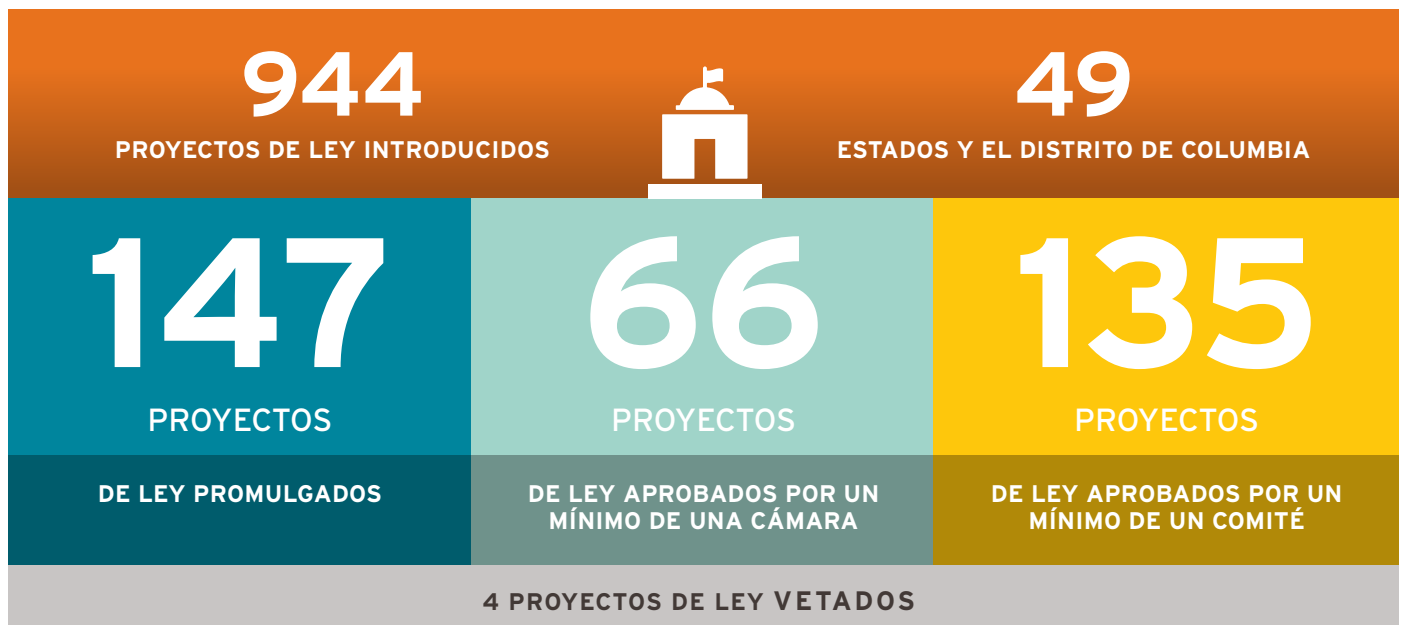 944
PROYECTOS DE LEY INTRODUCIDOS
49
ESTADOS Y EL DISTRITO DE COLUMBIA
147
PROYECTOS
DE LEY PROMULGADOS
66
PROYECTOS
DE LEY APROBADOS POR UN
MÍNIMO DE UNA CÁMARA
135
PROYECTOS
DE LEY APROBADOS POR UN
MÍNIMO DE UN COMITÉ
4 PROYECTOS DE LEY VETADOS